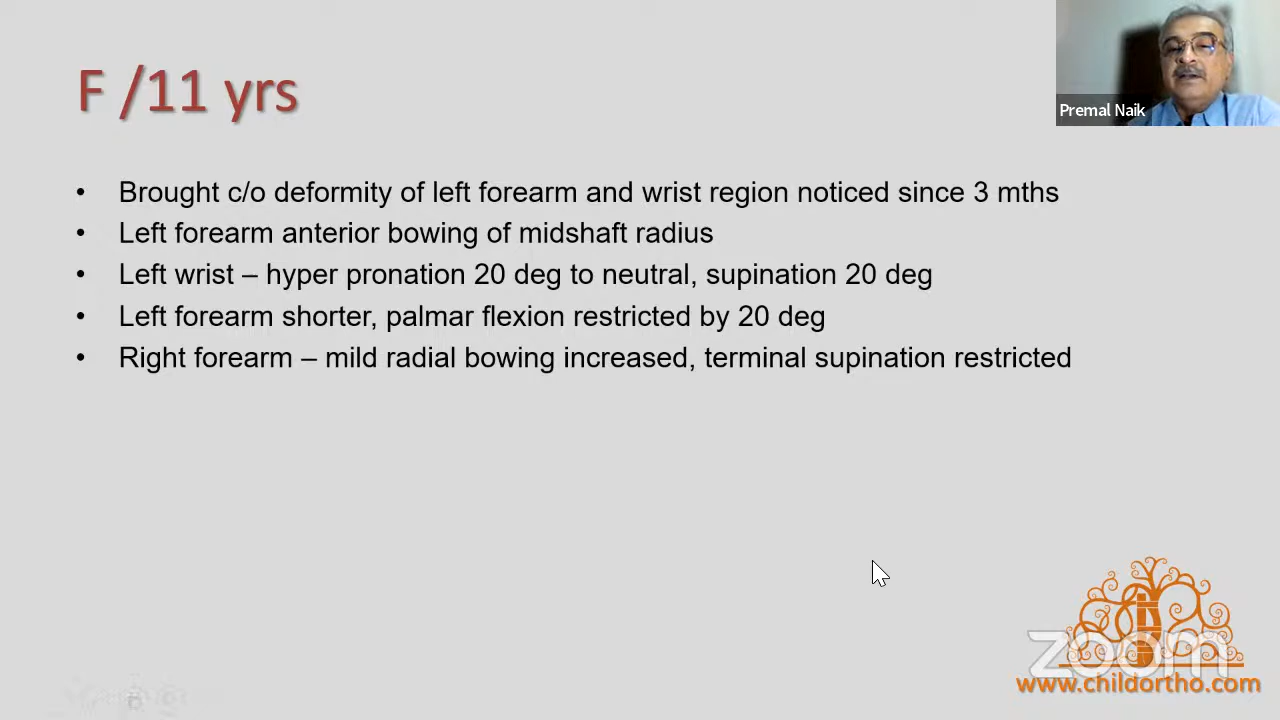 F /11 yrs
Premal Naik
• Brought c/o deformity of left forearm and wrist region noticed since 3 mths
• Left forearm anterior bowing of midshaft radius
• Left wrist – hyper pronation 20 deg to neutral, supination 20 deg
• Left forearm shorter, palmar flexion restricted by 20 deg
• Right forearm – mild radial bowing increased, terminal supination restricted
zoom
www.childortho.com